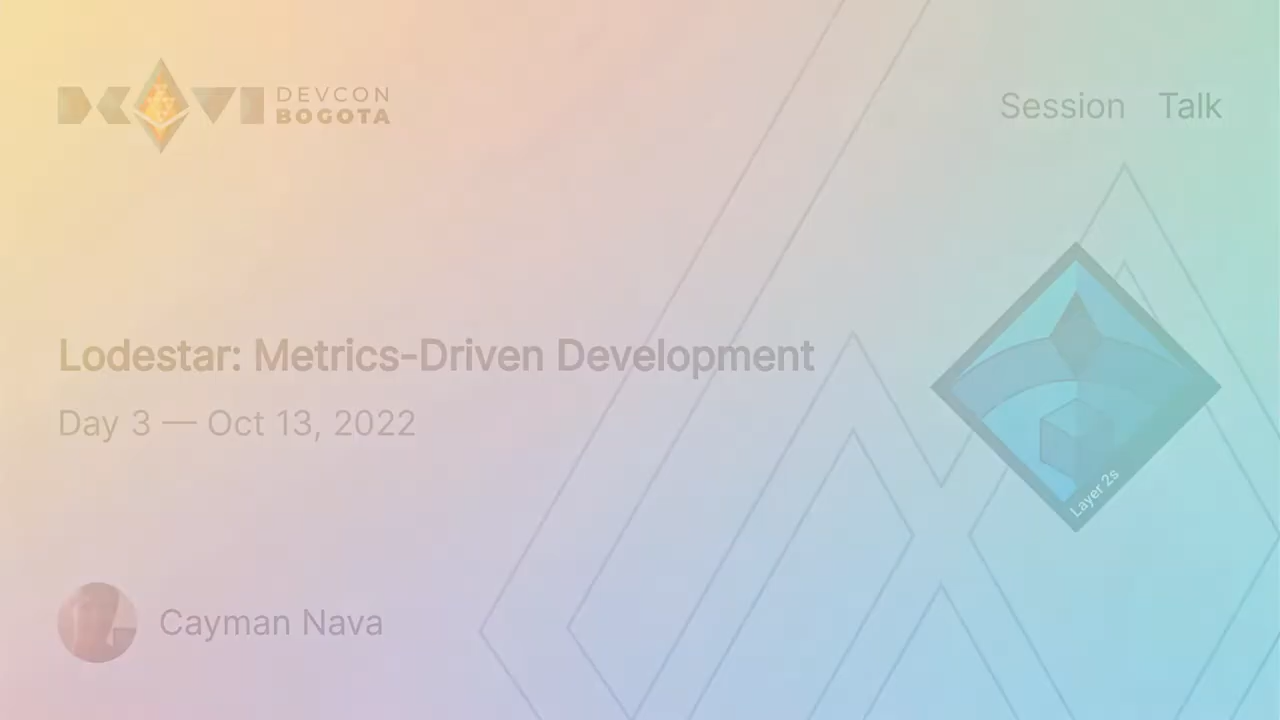 DEVCON
BOGOTA
Session Talk
Lodestar: Metrics-Driven Development
Day 3 — Oct 13, 2022
Layer 2s
Cayman Nava